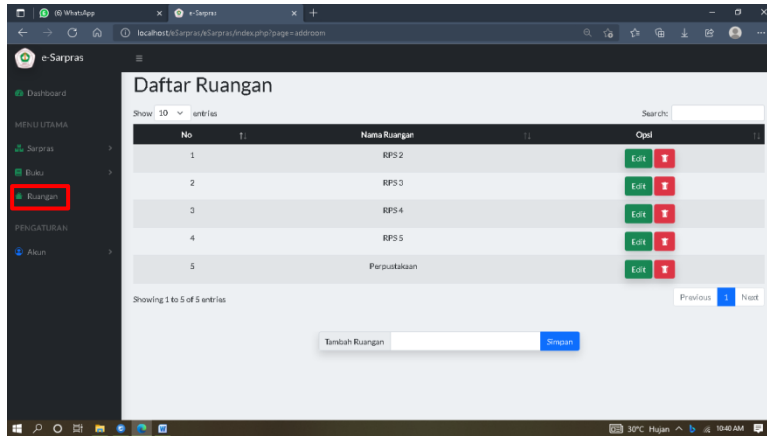 (6) WhatsApp
e-Sarpras
localhost/eSarpras/eSarpras/index.php?page=addroom
e-Sarpras
Daftar Ruangan
Dashboard
Show 10 entries
Search:
MENU UTAMA
No Nama Ruangan Opsi
Sarpras
1 RPS 2 Edit
Buku
2 RPS 3 Edit
Ruangan
3 RPS 4 Edit
PENGATURAN
4 RPS 5 Edit
Akun
5 Perpustakaan Edit
Showing 1 to 5 of 5 entries
Previous 1 Next
Tambah Ruangan Simpan
30°C Hujan 10:40 AM